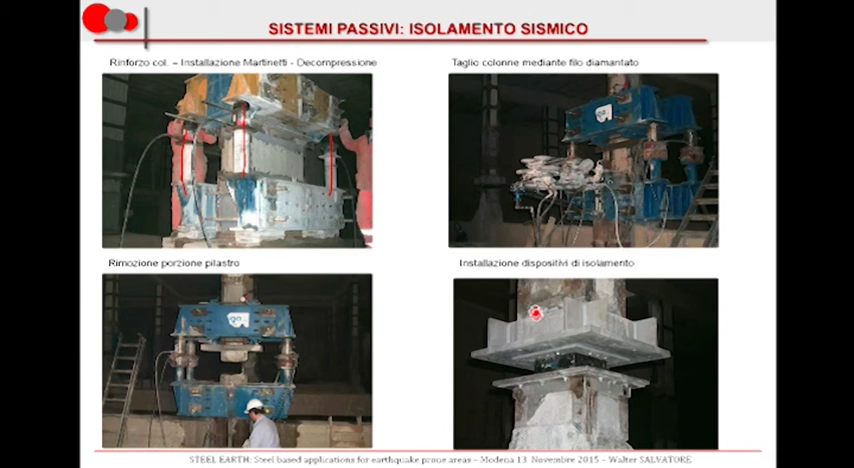 SISTEMI PASSIVI: ISOLAMENTO SISMICO
Rinforzo col. – Installazione Martinetti - Decompressione
Taglio colonne mediante filo diamantato
Rimozione porzione pilastro
Installazione dispositivi di isolamento
STEEL EARTH: Steel based applications for earthquake prone areas – Modena 13 Novembre 2015 – Walter SALVATORE